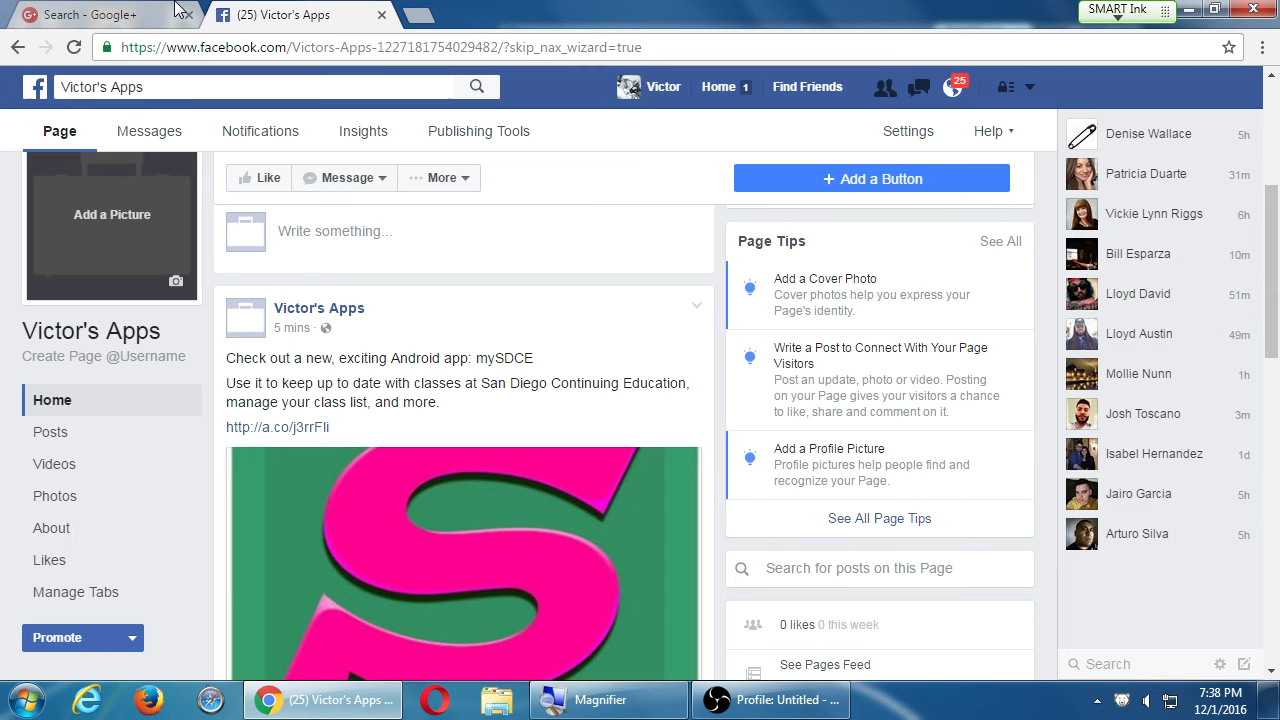 Search - Google+
(25) Victor's Apps
SMART Ink
https://www.facebook.com/Victors-Apps-1227181754029482/?skip_nax_wizard=true
Victor's Apps
Victor
Home 1
Find Friends
25
Page
Messages
Notifications
Insights
Publishing Tools
Settings
Help
Add a Picture
Victor's Apps
Create Page @Username
Home
Posts
Videos
Photos
About
Likes
Manage Tabs
Promote
Like
Message
More
+ Add a Button
Write something...
Victor's Apps
5 mins ·
Check out a new, exciting Android app: mySDCE
Use it to keep up to date with classes at San Diego Continuing Education,
manage your class list, and more.
http://a.co/j3rrFIi
Page Tips
See All
Add a Cover Photo
Cover photos help you express your
Page's identity.
Write a Post to Connect With Your Page
Visitors
Post an update, photo or video. Posting
on your Page gives your visitors a chance
to like, share and comment on it.
Add a Profile Picture
Profile pictures help people find and
recognize your Page.
See All Page Tips
Search for posts on this Page
0 likes 0 this week
See Pages Feed
Denise Wallace 5h
Patricia Duarte 31m
Vickie Lynn Riggs 6h
Bill Esparza 10m
Lloyd David 51m
Lloyd Austin 49m
Mollie Nunn 1h
Josh Toscano 3m
Isabel Hernandez 1d
Jairo Garcia 5h
Arturo Silva 5h
Search
(25) Victor's Apps ...
Magnifier
Profile: Untitled - ...
7:38 PM
12/1/2016